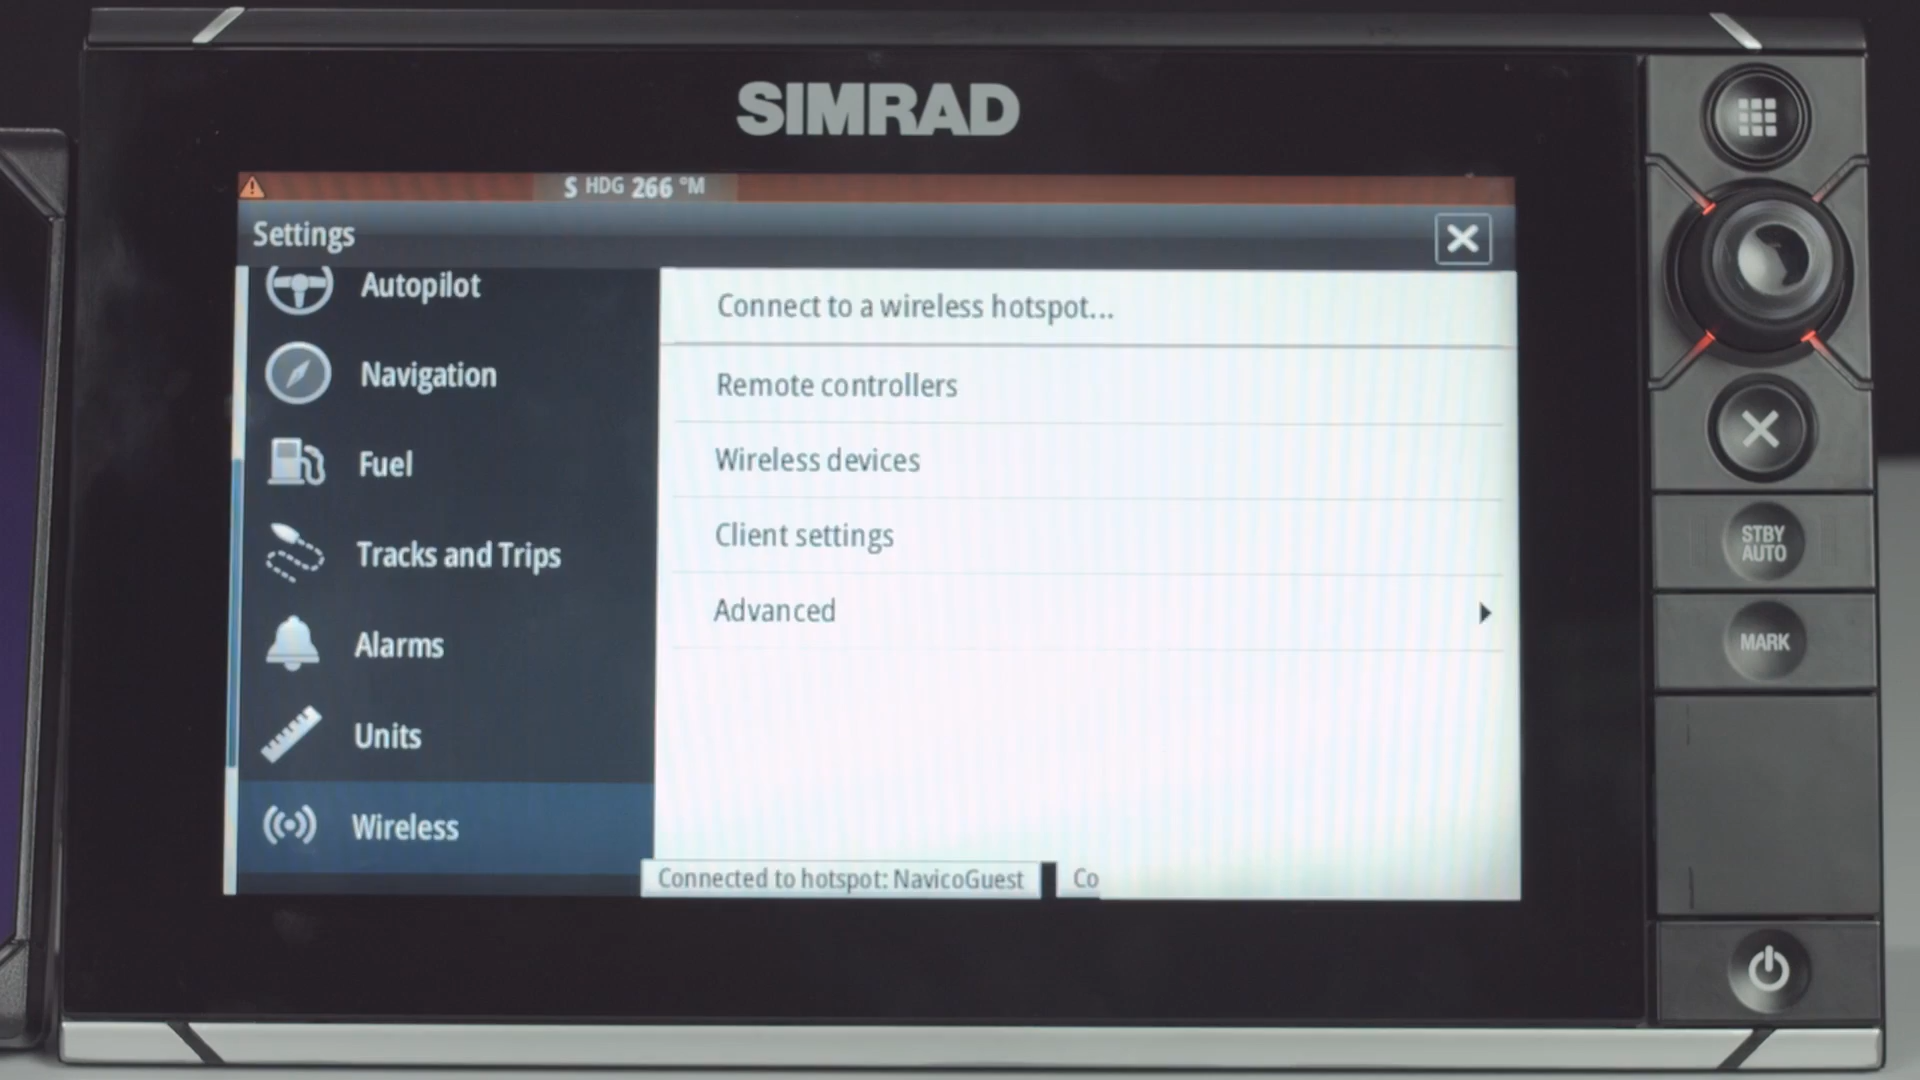 SIMRAD
S HDG 266 °M
Settings
Autopilot
Navigation
Fuel
Tracks and Trips
Alarms
Units
Wireless
Connect to a wireless hotspot...
Remote controllers
Wireless devices
Client settings
Advanced
Connected to hotspot: NavicoGuest
Co
STBY
AUTO
MARK